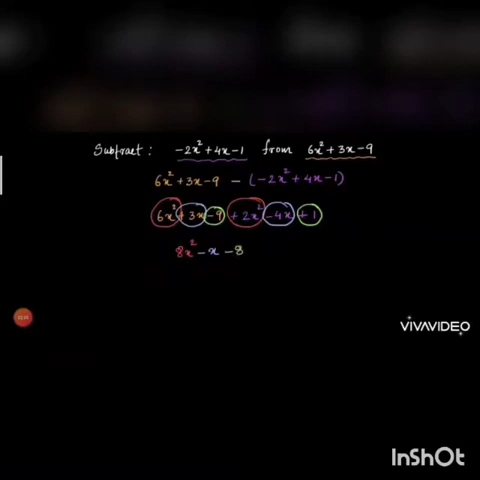 Subtract : -2x² + 4x - 1 from 6x² + 3x - 9
6x² + 3x - 9 - (-2x² + 4x - 1)
6x² + 3x - 9 + 2x² - 4x + 1
8x² - x - 8
VIVAVIDEO
InShOt